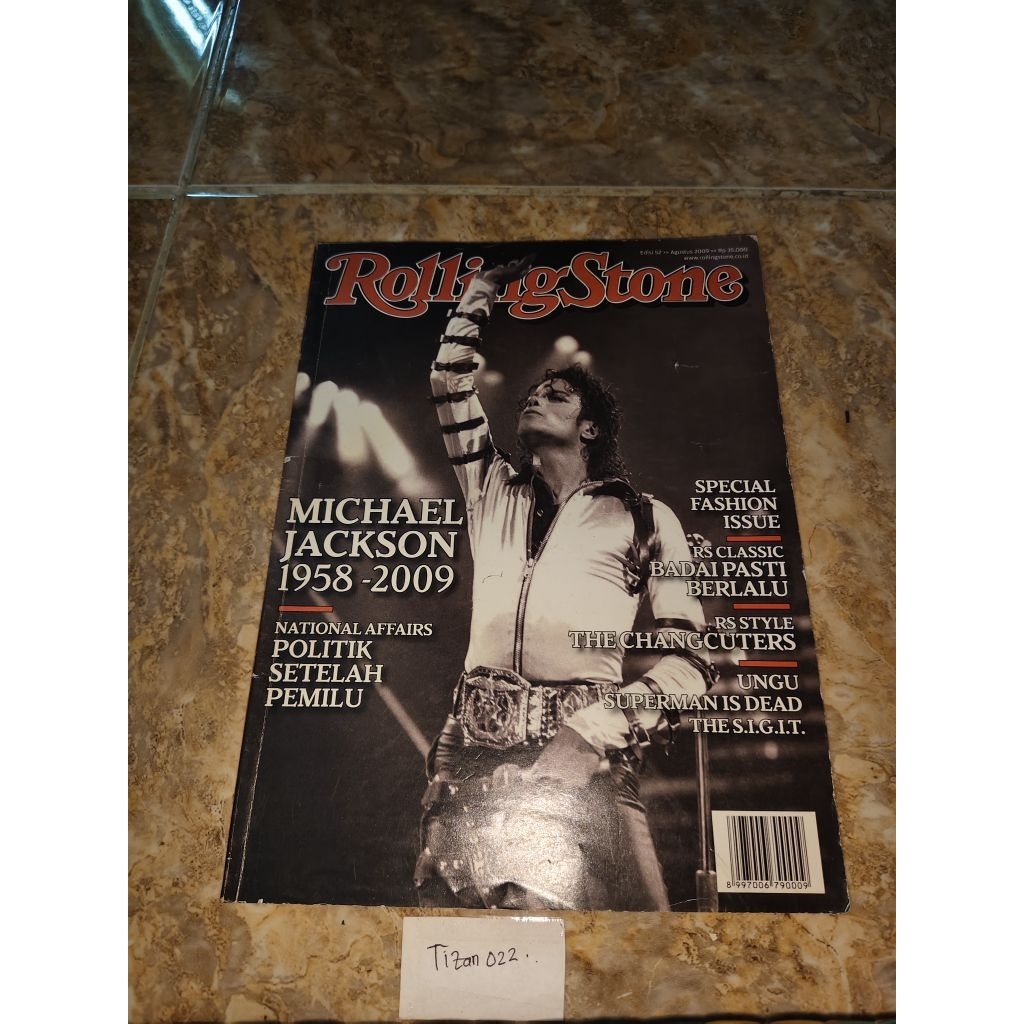 Edisi 52 >> Agustus 2009 >> Rp 35.000
www.rollingstone.co.id
Rolling Stone
MICHAEL
JACKSON
1958 -2009
NATIONAL AFFAIRS
POLITIK
SETELAH
PEMILU
SPECIAL
FASHION
ISSUE
RS CLASSIC
BADAI PASTI
BERLALU
RS STYLE
THE CHANGCUTERS
UNGU
SUPERMAN IS DEAD
THE S.I.G.I.T.
8 997006 790009
Tizan 022..